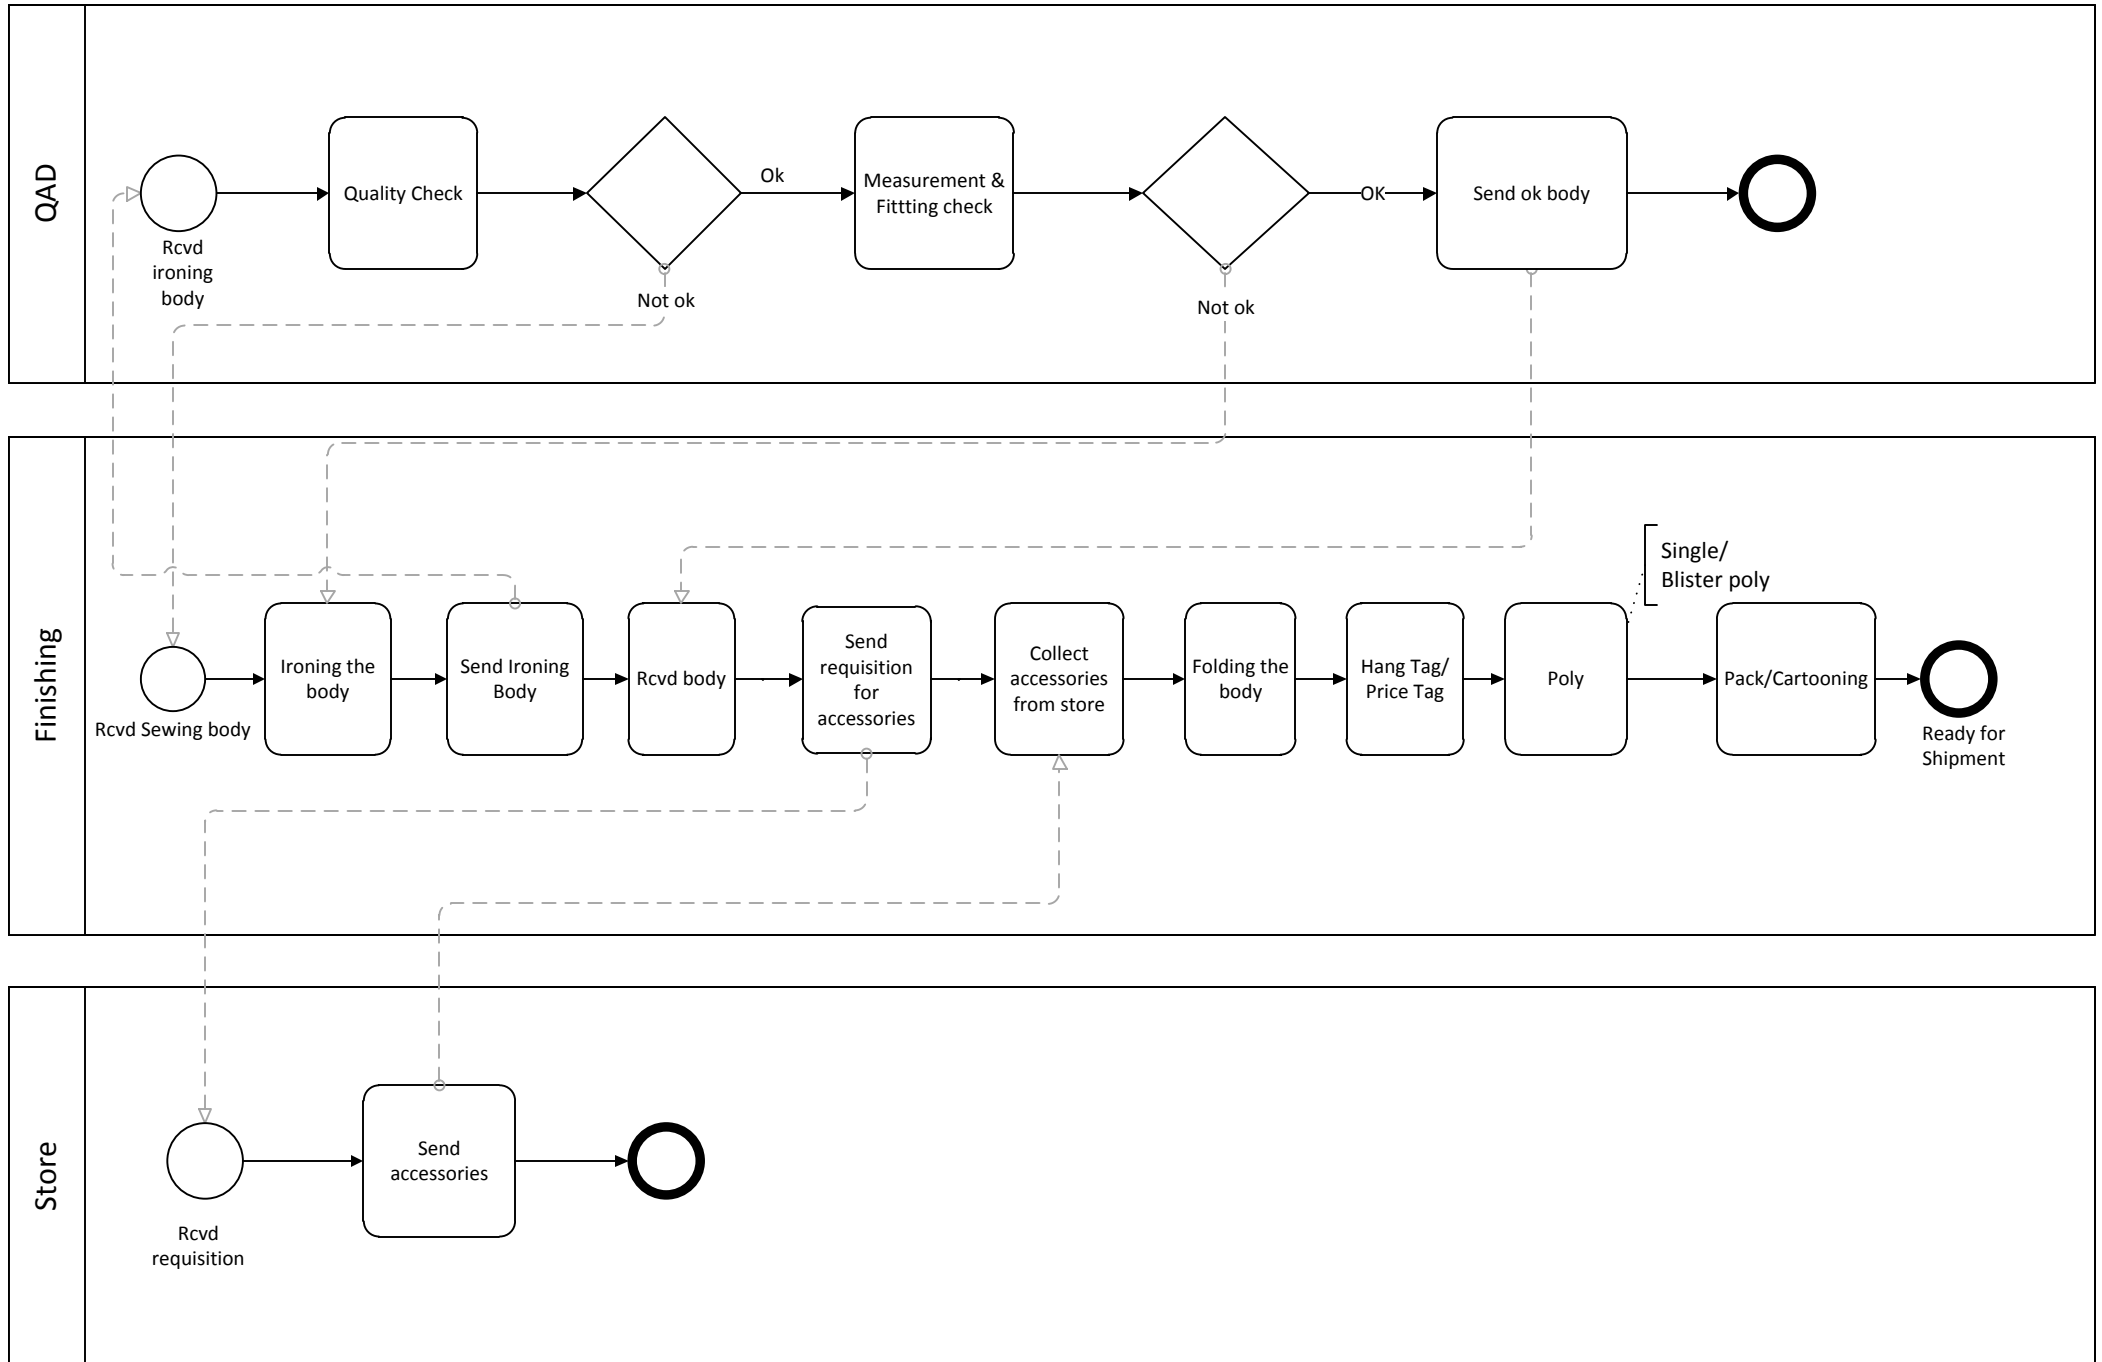 QAD
Rcvd
ironing
body
Quality Check
Ok
Not ok
Measurement &
Fittting check
OK
Not ok
Send ok body
Finishing
Rcvd Sewing body
Ironing the
body
Send Ironing
Body
Rcvd body
Send
requisition
for
accessories
Collect
accessories
from store
Folding the
body
Hang Tag/
Price Tag
Poly
Single/
Blister poly
Pack/Cartooning
Ready for
Shipment
Store
Rcvd
requisition
Send
accessories